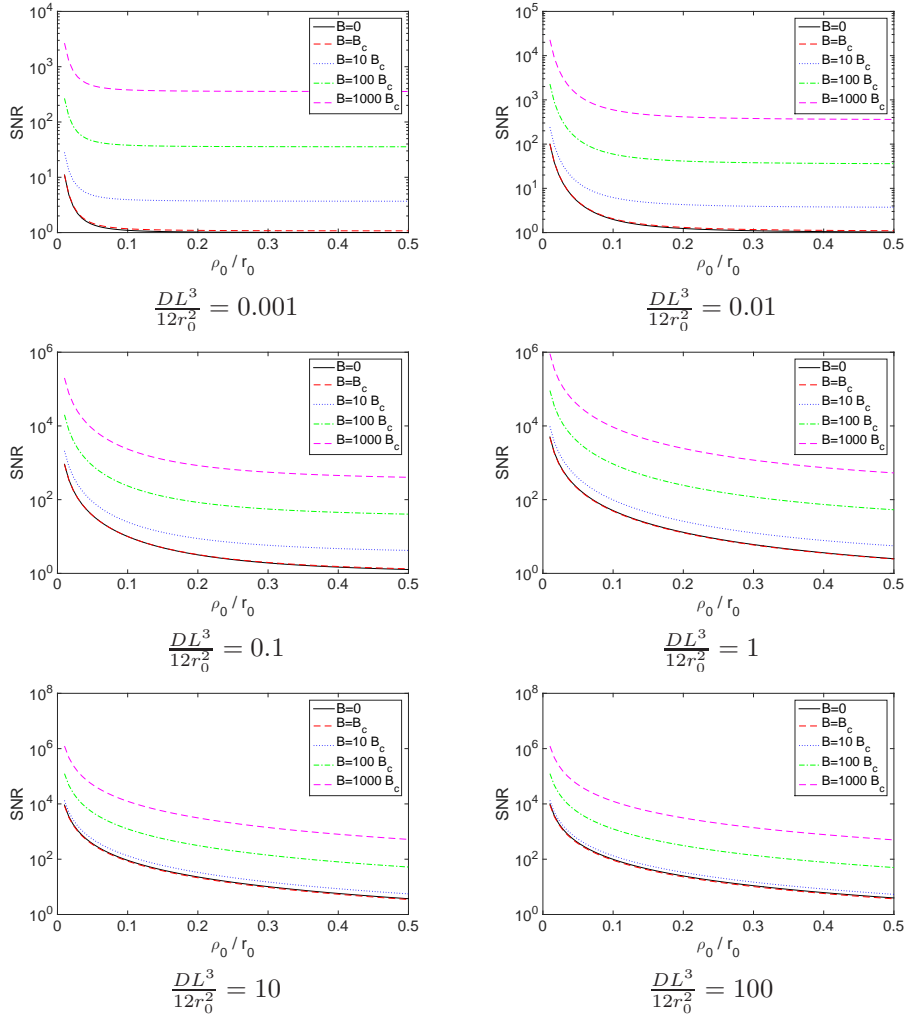 10^4
10^3
10^2
10^1
10^0
SNR
0 0.1 0.2 0.3 0.4 0.5
ρ_0 / r_0
B=0
B=B_c
B=10 B_c
B=100 B_c
B=1000 B_c
\frac{DL^3}{12r_0^2} = 0.001
10^5
10^4
10^3
10^2
10^1
10^0
SNR
0 0.1 0.2 0.3 0.4 0.5
ρ_0 / r_0
B=0
B=B_c
B=10 B_c
B=100 B_c
B=1000 B_c
\frac{DL^3}{12r_0^2} = 0.01
10^6
10^4
10^2
10^0
SNR
0 0.1 0.2 0.3 0.4 0.5
ρ_0 / r_0
B=0
B=B_c
B=10 B_c
B=100 B_c
B=1000 B_c
\frac{DL^3}{12r_0^2} = 0.1
10^6
10^4
10^2
10^0
SNR
0 0.1 0.2 0.3 0.4 0.5
ρ_0 / r_0
B=0
B=B_c
B=10 B_c
B=100 B_c
B=1000 B_c
\frac{DL^3}{12r_0^2} = 1
10^8
10^6
10^4
10^2
10^0
SNR
0 0.1 0.2 0.3 0.4 0.5
ρ_0 / r_0
B=0
B=B_c
B=10 B_c
B=100 B_c
B=1000 B_c
\frac{DL^3}{12r_0^2} = 10
10^8
10^6
10^4
10^2
10^0
SNR
0 0.1 0.2 0.3 0.4 0.5
ρ_0 / r_0
B=0
B=B_c
B=10 B_c
B=100 B_c
B=1000 B_c
\frac{DL^3}{12r_0^2} = 100